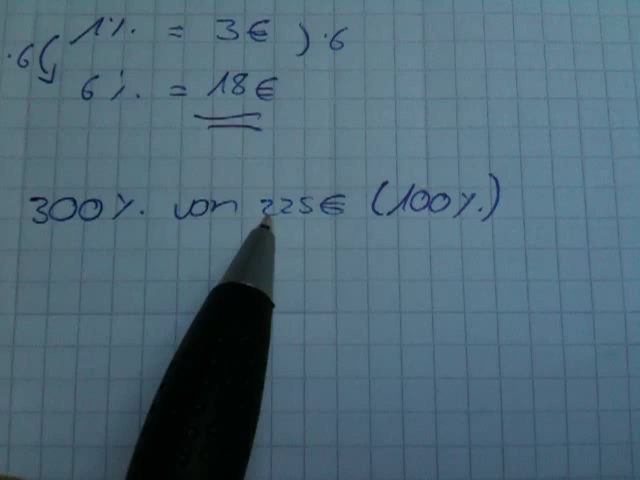 1% = 3€ ) ·6
·6 ( 6% = 18€
300% von 225€ (100%)